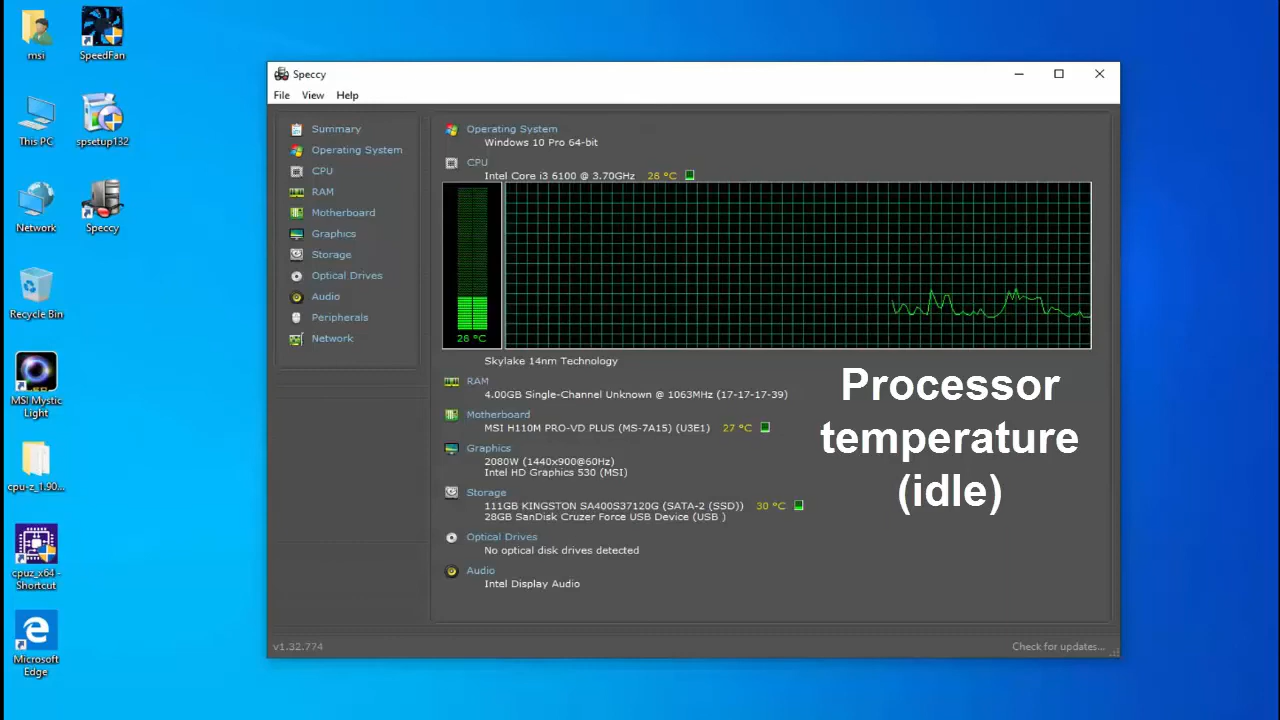 msi
SpeedFan
This PC
spsetup132
Network
Speccy
Recycle Bin
MSI Mystic
Light
cpu-z_1.90...
cpuz_x64 -
Shortcut
Microsoft
Edge
Speccy
File View Help
Summary
Operating System
CPU
RAM
Motherboard
Graphics
Storage
Optical Drives
Audio
Peripherals
Network
Operating System
Windows 10 Pro 64-bit
CPU
Intel Core i3 6100 @ 3.70GHz 28 °C
28 °C
Skylake 14nm Technology
RAM
4.00GB Single-Channel Unknown @ 1063MHz (17-17-17-39)
Motherboard
MSI H110M PRO-VD PLUS (MS-7A15) (U3E1) 27 °C
Graphics
2080W (1440x900@60Hz)
Intel HD Graphics 530 (MSI)
Storage
111GB KINGSTON SA400S37120G (SATA-2 (SSD)) 30 °C
28GB SanDisk Cruzer Force USB Device (USB )
Optical Drives
No optical disk drives detected
Audio
Intel Display Audio
Processor
temperature
(idle)
v1.32.774
Check for updates...